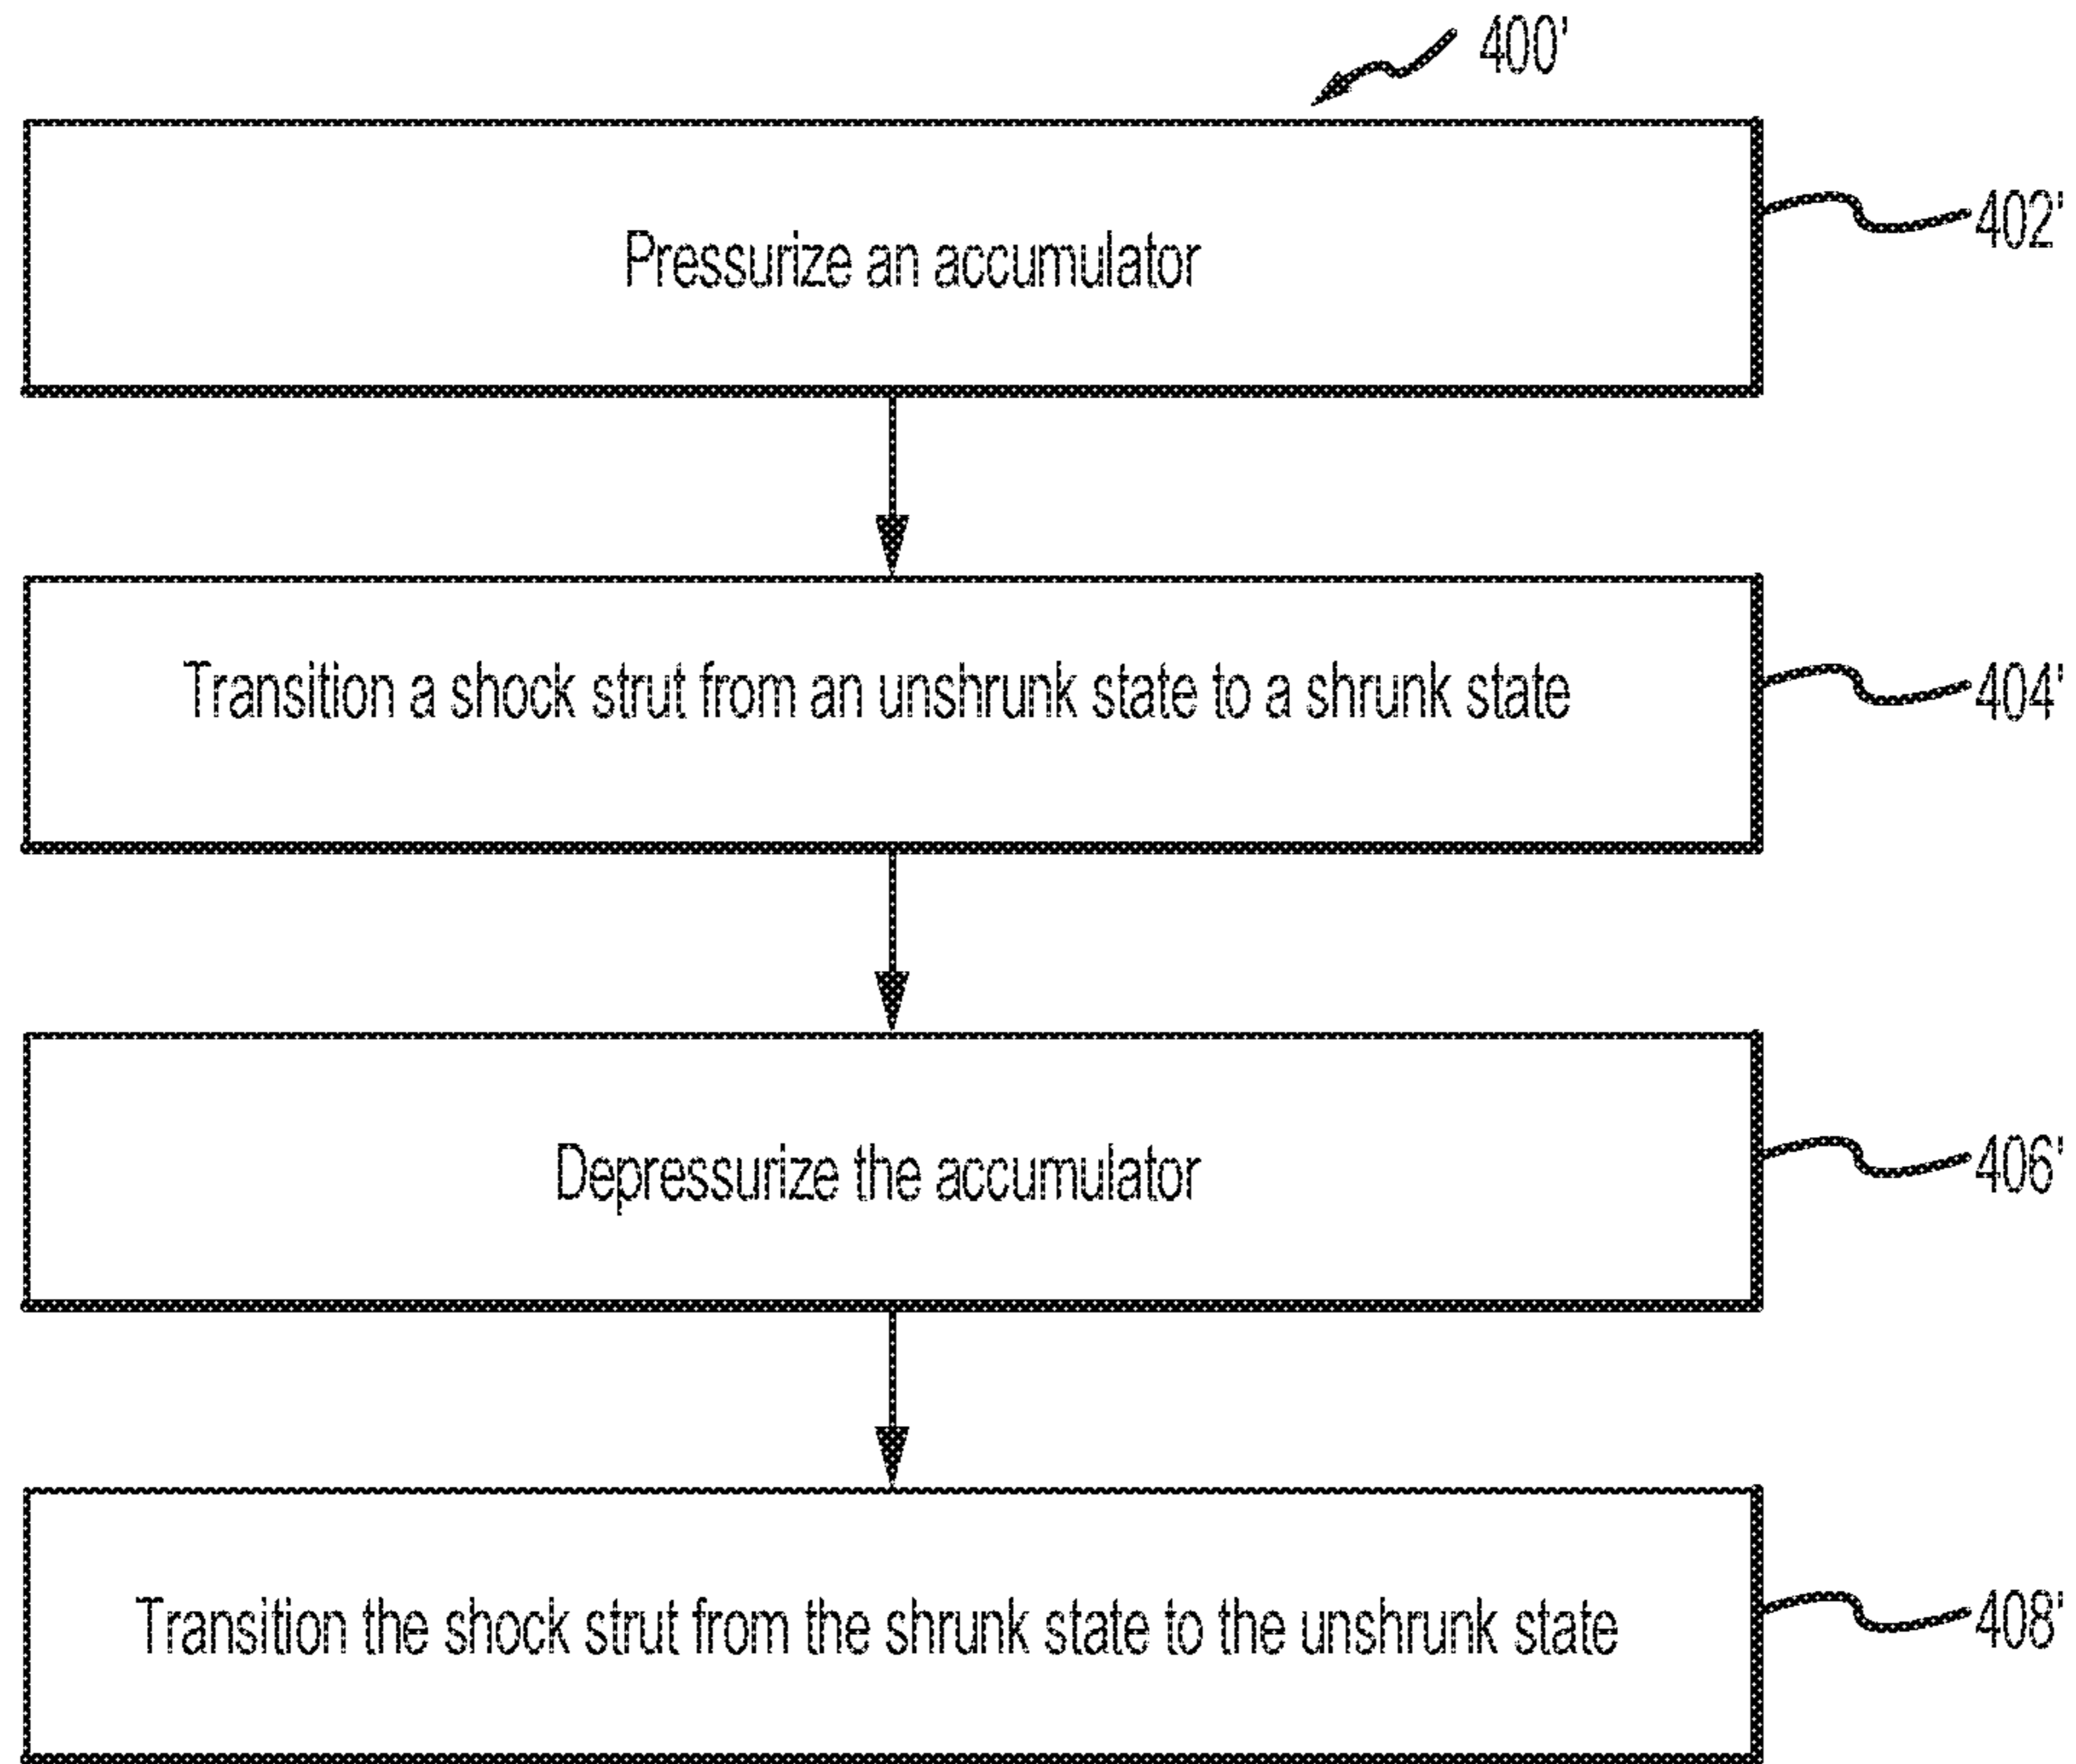 400'
Pressurize an accumulator
402'
Transition a shock strut from an unshrunk state to a shrunk state
404'
Depressurize the accumulator
406'
Transition the shock strut from the shrunk state to the unshrunk state
408'